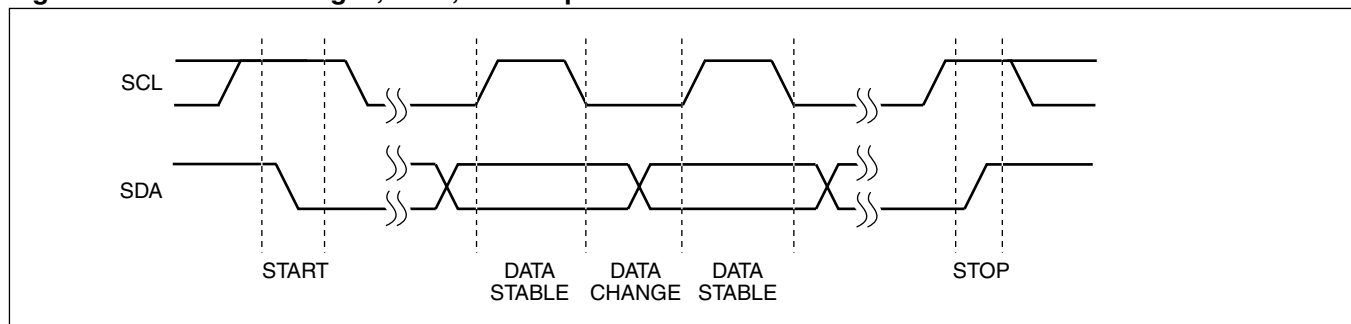 SCL
SDA
START
DATA STABLE
DATA CHANGE
DATA STABLE
STOP